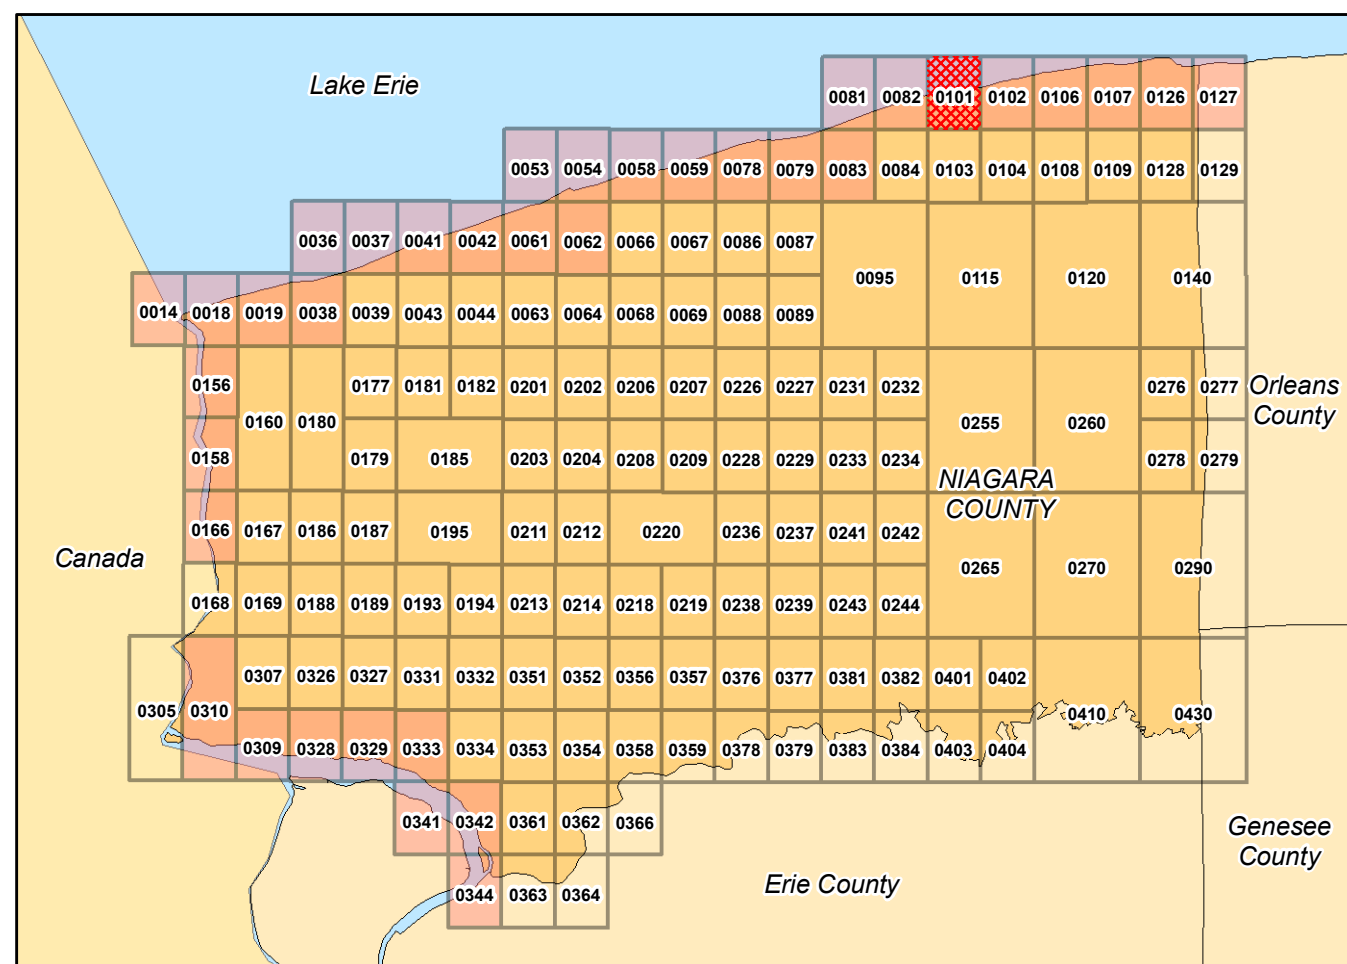 Lake Erie
0081 0082 0101 0102 0106 0107 0126 0127
0053 0054 0058 0059 0078 0079 0083 0084 0103 0104 0108 0109 0128 0129
0036 0037 0041 0042 0061 0062 0066 0067 0086 0087
0095 0115 0120 0140
0014 0018 0019 0038 0039 0043 0044 0063 0064 0068 0069 0088 0089
0156 0177 0181 0182 0201 0202 0206 0207 0226 0227 0231 0232 0276 0277
Orleans
County
0160 0180 0255 0260
0158 0179 0185 0203 0204 0208 0209 0228 0229 0233 0234 0278 0279
NIAGARA
COUNTY
0166 0167 0186 0187 0195 0211 0212 0220 0236 0237 0241 0242
Canada
0265 0270 0290
0168 0169 0188 0189 0193 0194 0213 0214 0218 0219 0238 0239 0243 0244
0307 0326 0327 0331 0332 0351 0352 0356 0357 0376 0377 0381 0382 0401 0402
0305 0310 0410 0430
0309 0328 0329 0333 0334 0353 0354 0358 0359 0378 0379 0383 0384 0403 0404
0341 0342 0361 0362 0366
Genesee
County
Erie County
0344 0363 0364